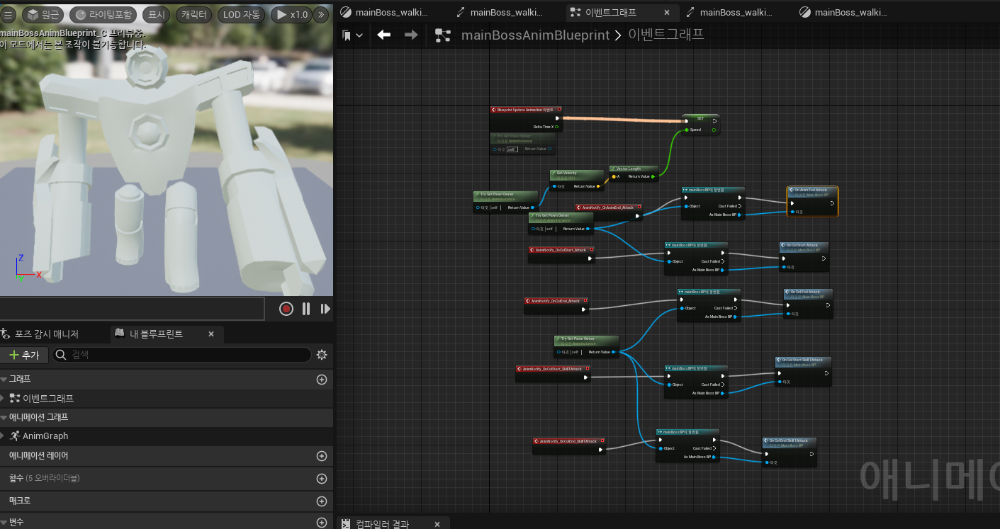 원근
라이팅포함
표시
캐릭터
LOD 자동
x1.0
mainBossAnimBlueprint_C 프리뷰중.
이 모드에서는 본 조작이 불가능합니다.
Z
X
Y
포즈 감시 매니저
내 블루프린트
추가
검색
그래프
이벤트그래프
애니메이션 그래프
AnimGraph
애니메이션 레이어
함수 (5 오버라이더블)
매크로
변수
mainBoss_walki...
mainBoss_walki...
이벤트그래프
mainBoss_walki...
mainBoss_walki...
mainBossAnimBlueprint
이벤트그래프
Blueprint Update Animation 이벤트
Delta Time X
Try Get Pawn Owner
타깃은 Anim Instance
타깃 self
Return Value
SET
Speed
Get Velocity
타깃
Return Value
Vector Length
A
Return Value
Try Get Pawn Owner
타깃은 Anim Instance
타깃 self
Return Value
AnimNotify_OnAnimEnd_Attack
Try Get Pawn Owner
타깃은 Anim Instance
타깃 self
Return Value
mainBossBP에 형변환
Object
Cast Failed
As Main Boss BP
On Anim End Attack
타깃은 Main Boss BP
타깃
AnimNotify_OnColStart_Attack
mainBossBP에 형변환
Object
Cast Failed
As Main Boss BP
On Col Start Attack
타깃은 Main Boss BP
타깃
AnimNotify_OnColEnd_Attack
mainBossBP에 형변환
Object
Cast Failed
As Main Boss BP
On Col End Attack
타깃은 Main Boss BP
타깃
Try Get Pawn Owner
타깃은 Anim Instance
타깃 self
Return Value
AnimNotify_OnColStart_Skill1Attack
mainBossBP에 형변환
Object
Cast Failed
As Main Boss BP
On Col Start Skill 1Attack
타깃은 Main Boss BP
타깃
AnimNotify_OnColEnd_Skill1Attack
mainBossBP에 형변환
Object
Cast Failed
As Main Boss BP
On Col End Skill 1Attack
타깃은 Main Boss BP
타깃
애니메이
컴파일러 결과